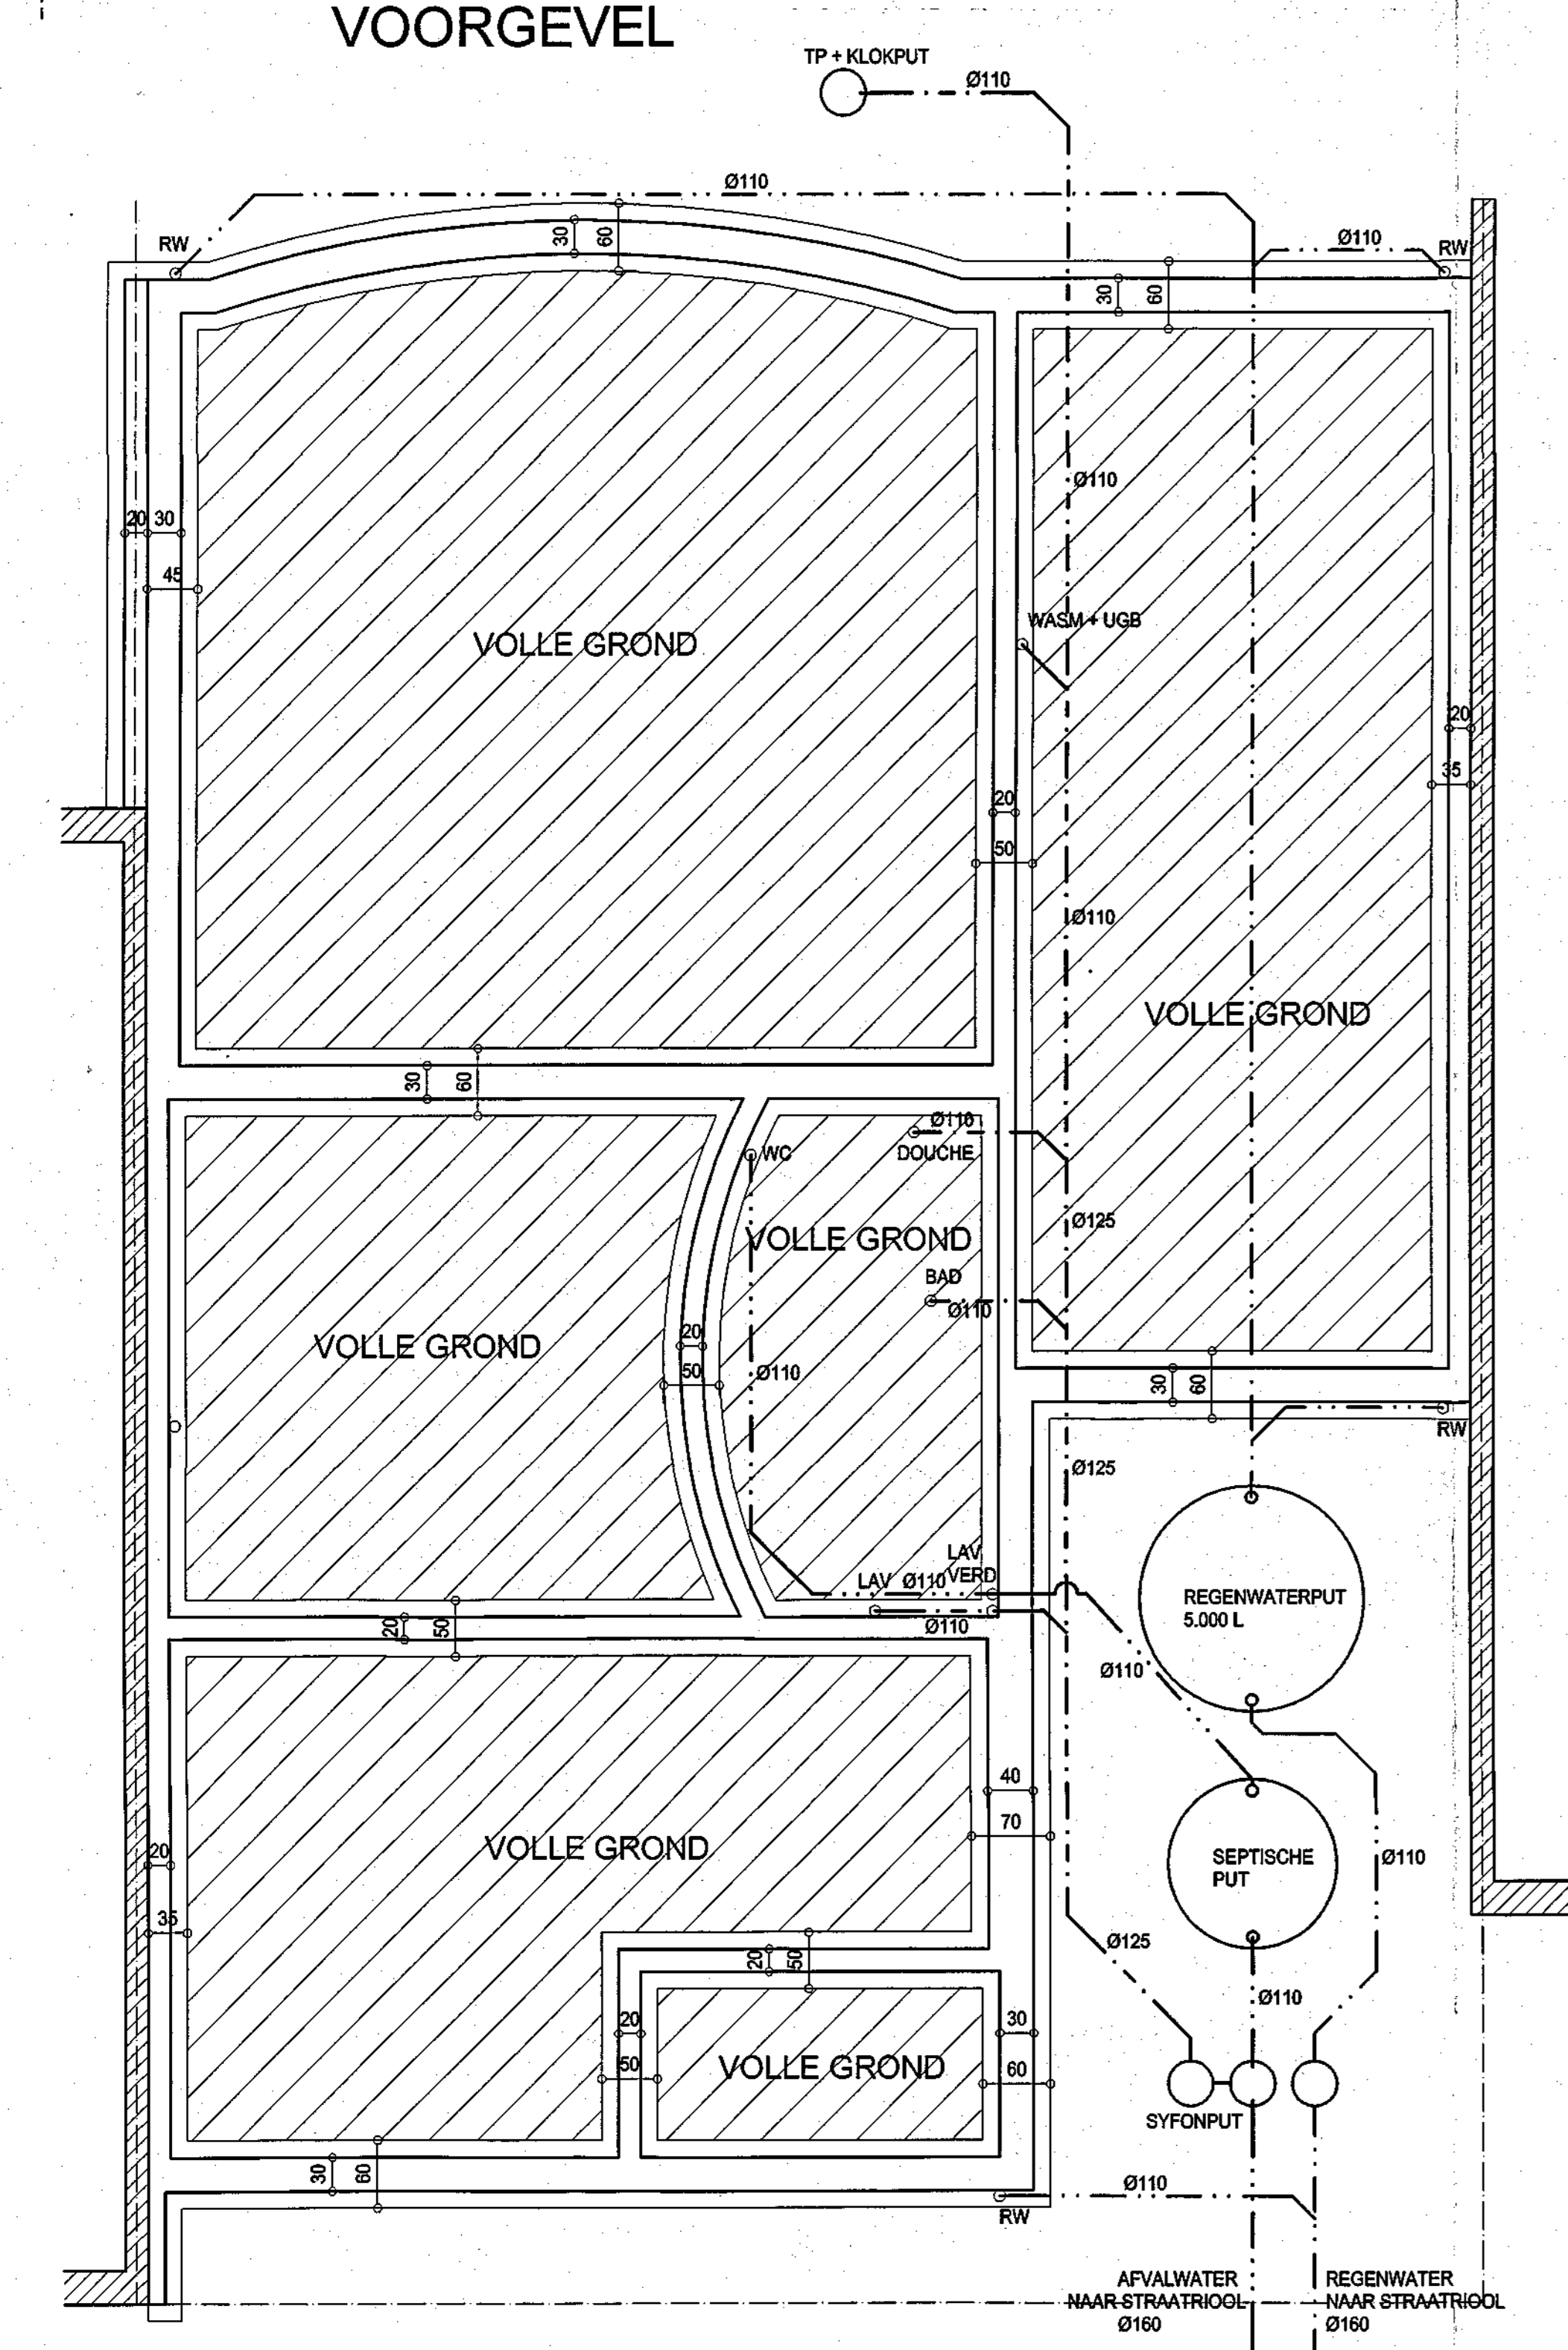 VOORGEVEL
TP + KLOKPUT
Ø110
Ø110
RW
30
60
Ø110
RW
30
60
20
30
45
Ø110
VOLLE GROND
WASM + UGB
20
35
20
50
Ø110
VOLLE GROND
30
60
Ø110
DOUCHE
WC
Ø125
VOLLE GROND
BAD
Ø110
VOLLE GROND
20
50
Ø110
30
60
RW
Ø125
LAV
VERD
LAV
Ø110
Ø110
REGENWATERPUT
5.000 L
20
50
Ø110
40
70
VOLLE GROND
20
35
SEPTISCHE
PUT
Ø110
Ø125
20
50
Ø110
20
50
30
60
VOLLE GROND
SYFONPUT
30
60
Ø110
RW
AFVALWATER
NAAR STRAATRIOOL
Ø160
REGENWATER
NAAR STRAATRIOOL
Ø160